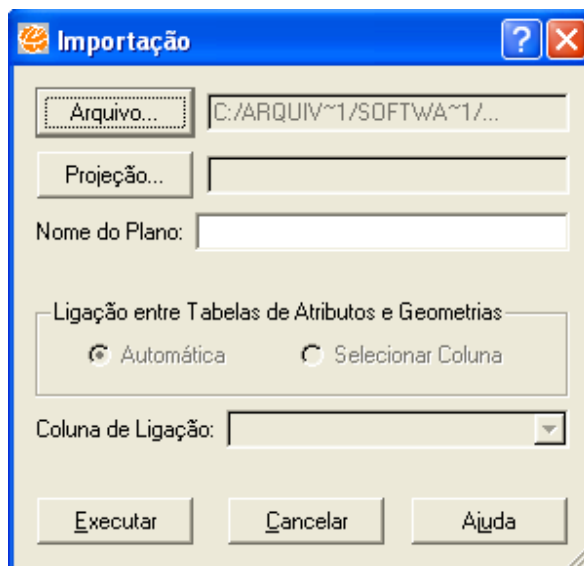 Importação
Arquivo... C:/ARQUIV~1/SOFTWA~1/...
Projeção...
Nome do Plano:
Ligação entre Tabelas de Atributos e Geometrias
Automática Selecionar Coluna
Coluna de Ligação:
Executar Cancelar Ajuda